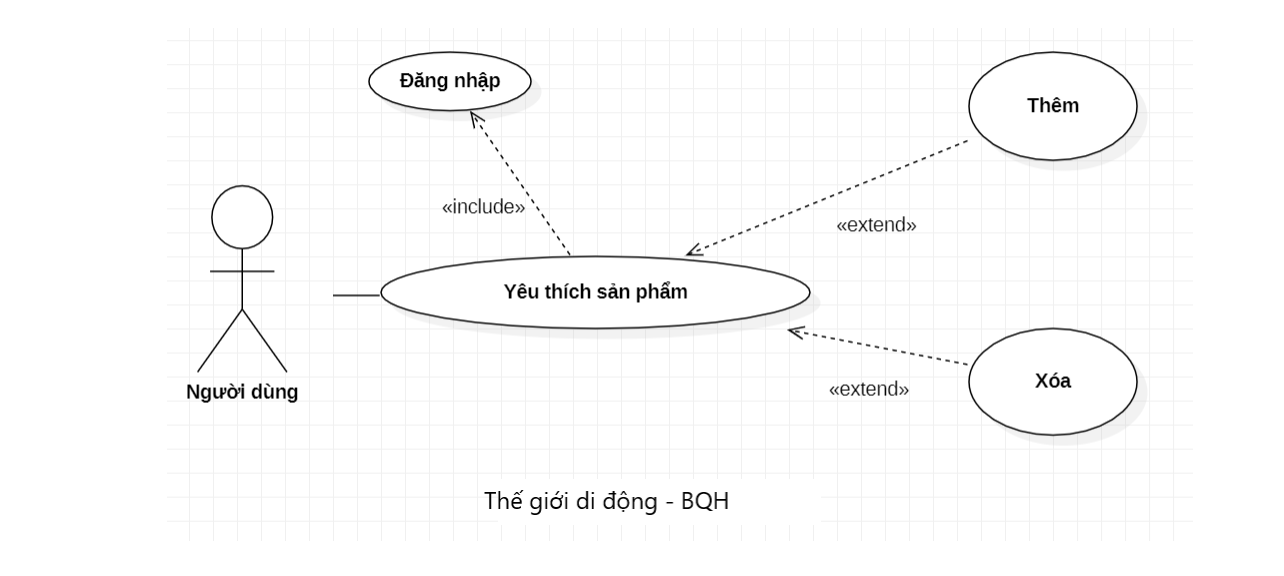 Đăng nhập
Thêm
«include»
«extend»
Yêu thích sản phẩm
Xóa
«extend»
Người dùng
Thế giới di động - BQH